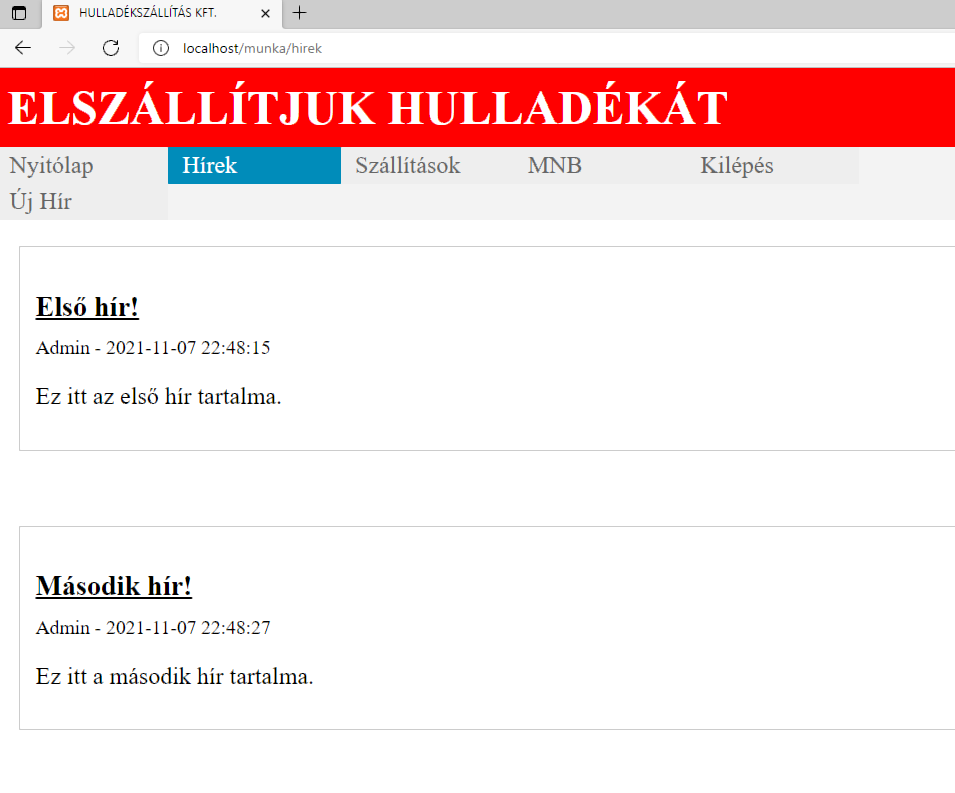 HULLADÉKSZÁLLÍTÁS KFT.
localhost/munka/hirek
ELSZÁLLÍTJUK HULLADÉKÁT
Nyitólap Hírek Szállítások MNB Kilépés
Új Hír
Első hír!
Admin - 2021-11-07 22:48:15
Ez itt az első hír tartalma.
Második hír!
Admin - 2021-11-07 22:48:27
Ez itt a második hír tartalma.